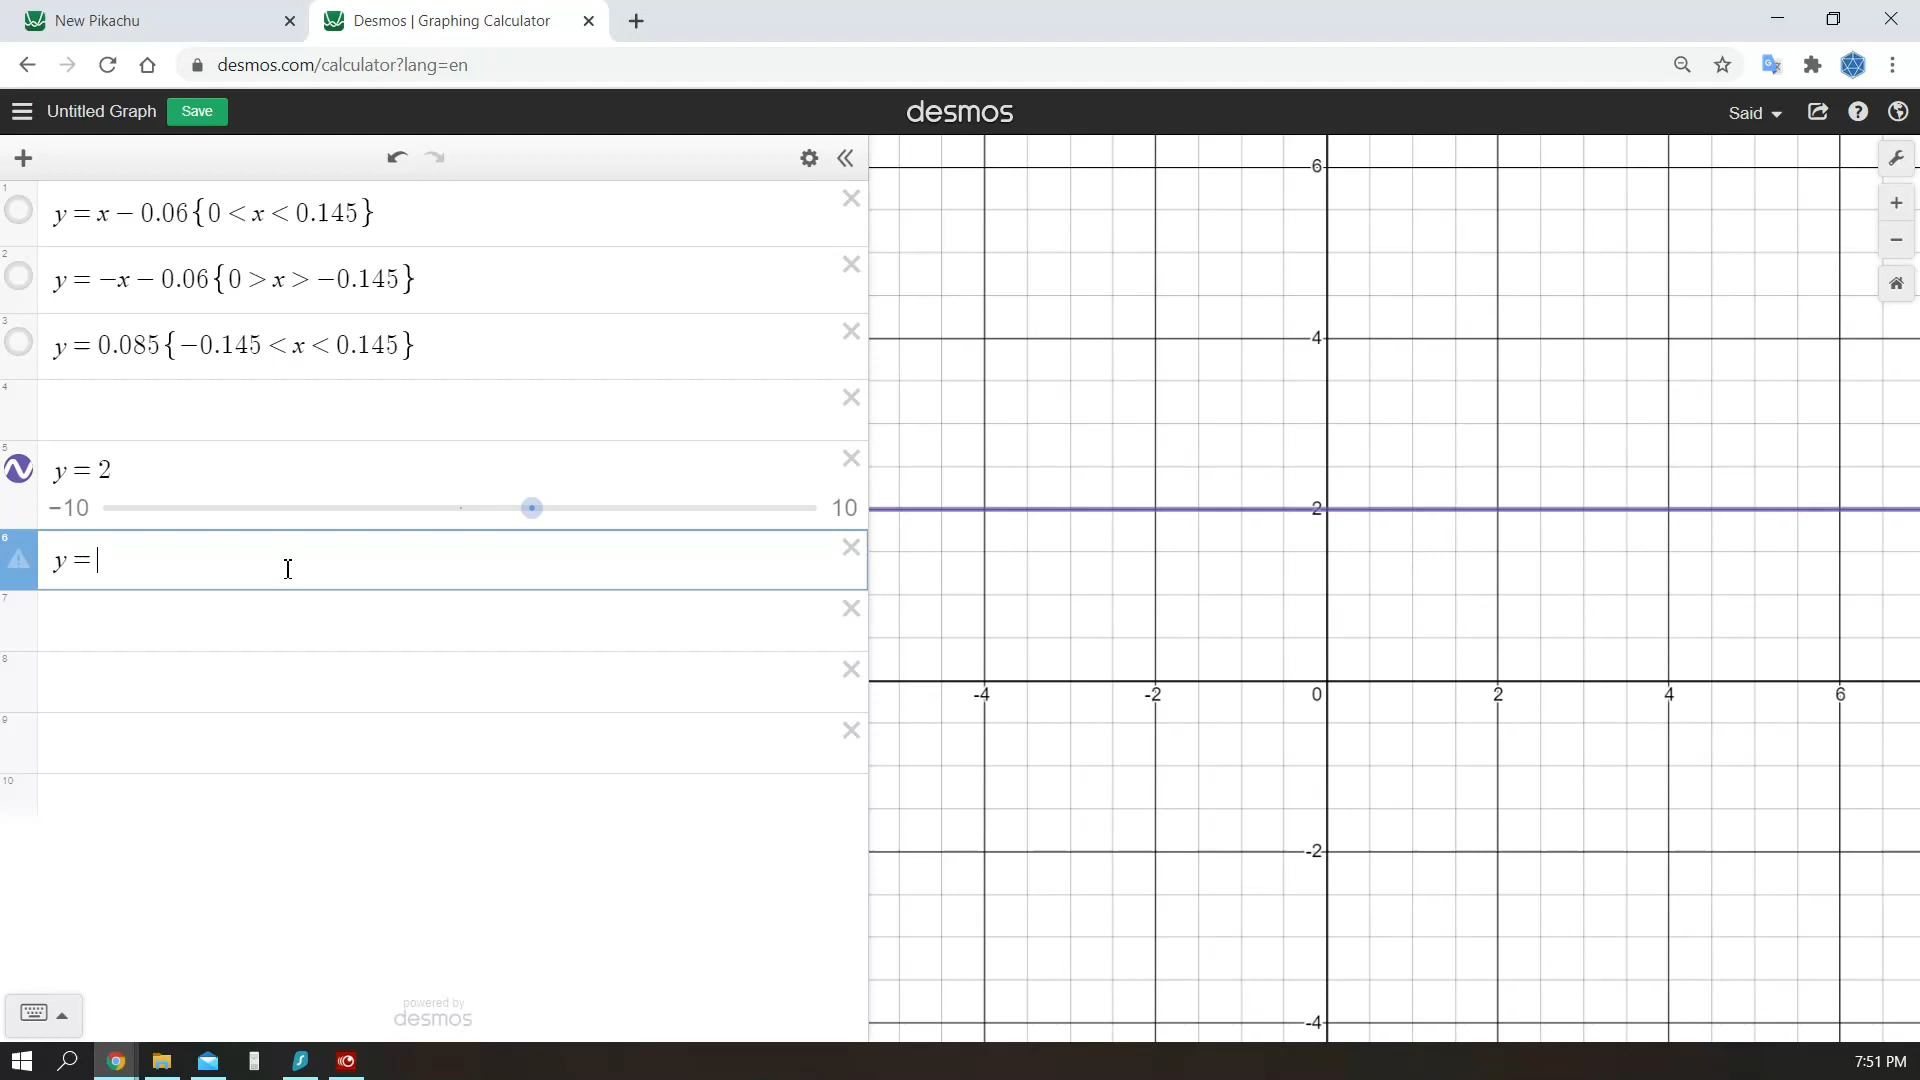 New Pikachu
Desmos | Graphing Calculator
desmos.com/calculator?lang=en
Untitled Graph
Save
desmos
Said
1
y = x − 0.06{0 < x < 0.145}
2
y = −x − 0.06{0 > x > −0.145}
3
y = 0.085{−0.145 < x < 0.145}
4
5
y = 2
−10
10
6
y =
7
8
9
10
powered by
desmos
6
4
2
-4
-2
0
2
4
6
-2
-4
7:51 PM